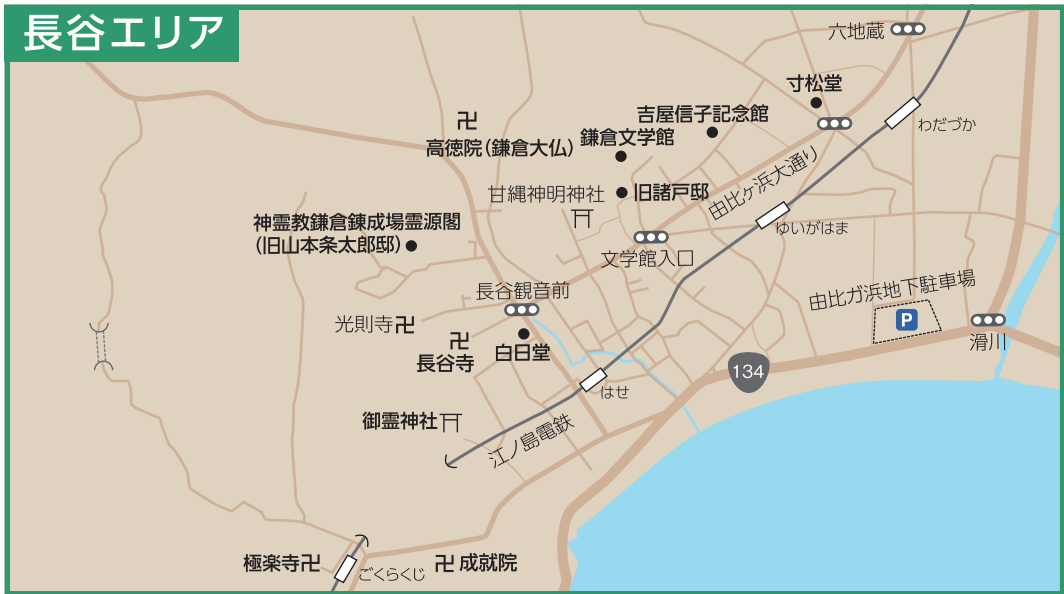 長谷エリア
六地蔵
寸松堂
吉屋信子記念館
わだづか
卍
高徳院(鎌倉大仏)
鎌倉文学館
由比ヶ浜大通り
甘縄神明神社
旧諸戸邸
神霊教鎌倉錬成場霊源閣
(旧山本条太郎邸)
ゆいがはま
文学館入口
長谷観音前
由比ガ浜地下駐車場
P
光則寺卍
卍
長谷寺
白日堂
滑川
134
はせ
御霊神社
江ノ島電鉄
極楽寺卍
ごくらくじ
卍成就院